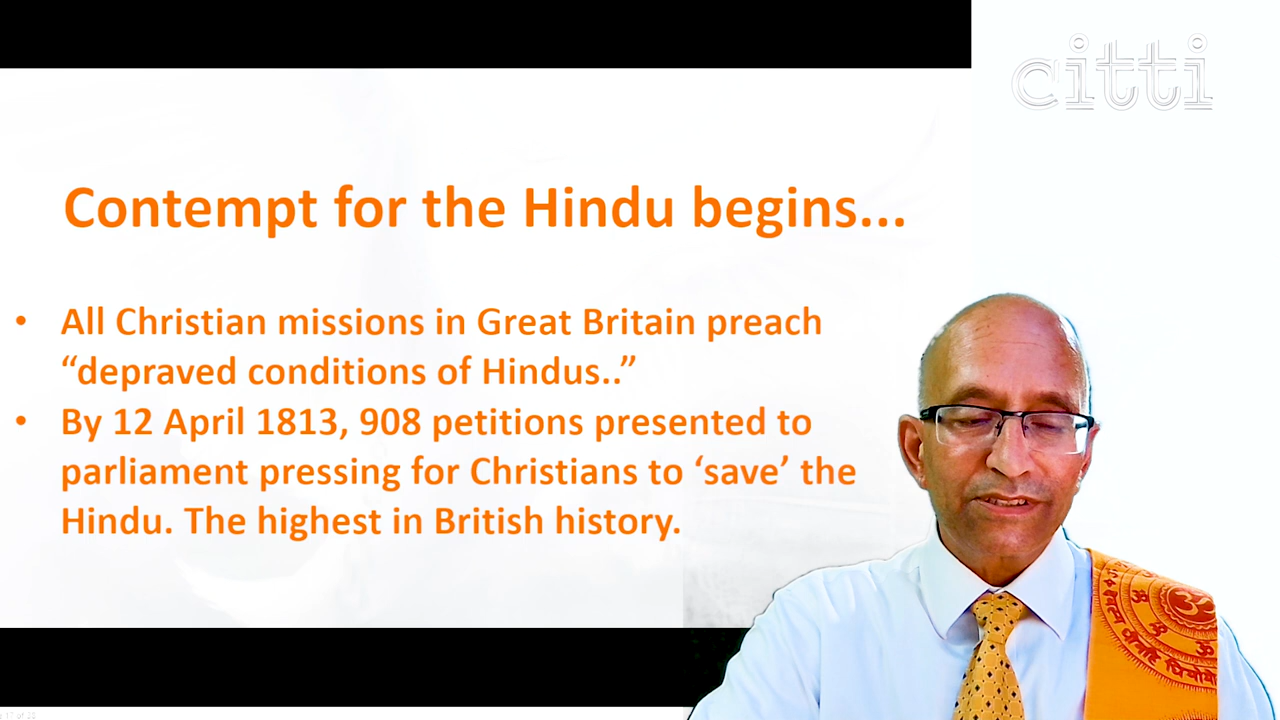 citti
Contempt for the Hindu begins...
• All Christian missions in Great Britain preach
“depraved conditions of Hindus..”
• By 12 April 1813, 908 petitions presented to
parliament pressing for Christians to ‘save’ the
Hindu. The highest in British history.
ॐ
ॐ
ॐ
ॐ